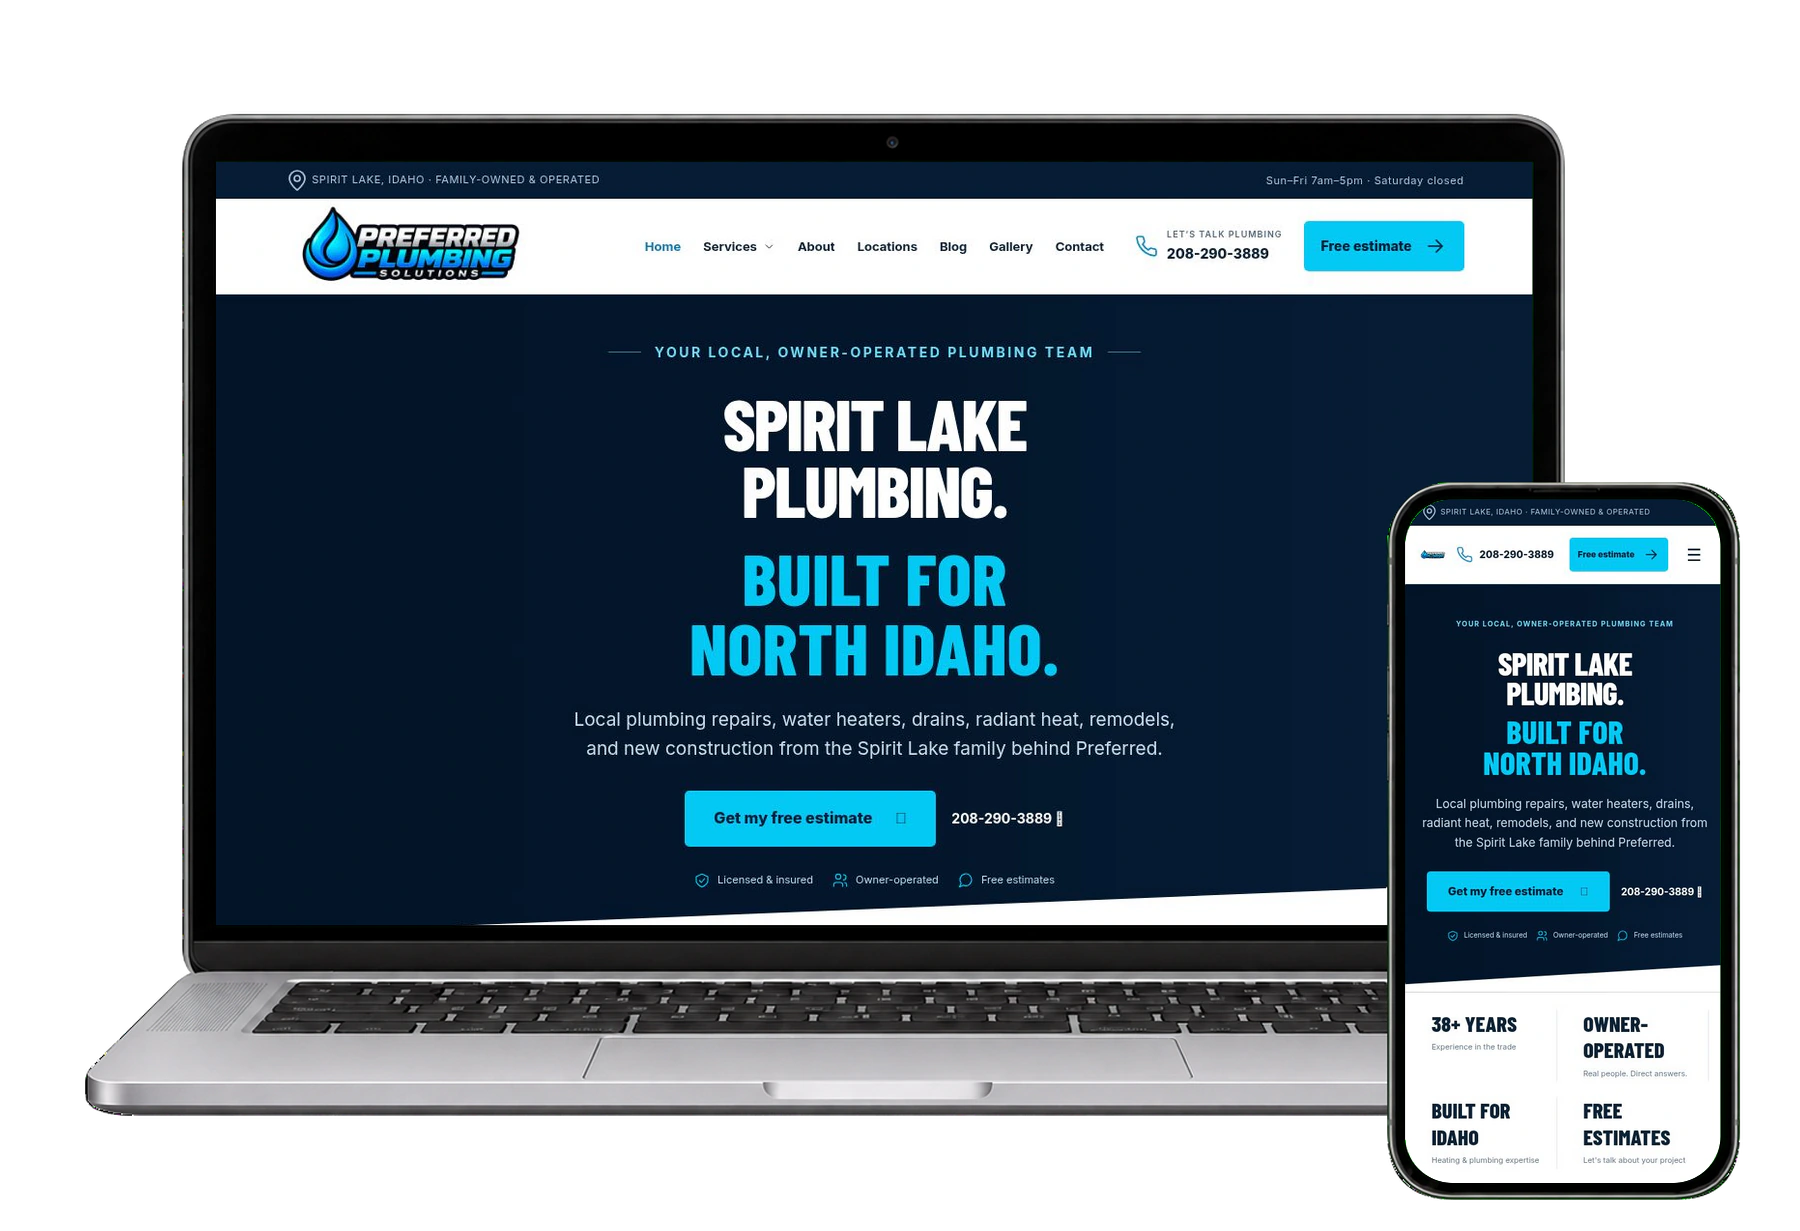 SPIRIT LAKE, IDAHO · FAMILY-OWNED & OPERATED
Sun–Fri 7am–5pm · Saturday closed
PREFERRED
PLUMBING
SOLUTIONS
Home Services About Locations Blog Gallery Contact
LET'S TALK PLUMBING
208-290-3889
Free estimate
YOUR LOCAL, OWNER-OPERATED PLUMBING TEAM
SPIRIT LAKE
PLUMBING.
BUILT FOR
NORTH IDAHO.
Local plumbing repairs, water heaters, drains, radiant heat, remodels,
and new construction from the Spirit Lake family behind Preferred.
Get my free estimate
208-290-3889
Licensed & insured Owner-operated Free estimates
SPIRIT LAKE, IDAHO · FAMILY-OWNED & OPERATED
208-290-3889
Free estimate
YOUR LOCAL, OWNER-OPERATED PLUMBING TEAM
SPIRIT LAKE
PLUMBING.
BUILT FOR
NORTH IDAHO.
Local plumbing repairs, water heaters, drains,
radiant heat, remodels, and new construction from
the Spirit Lake family behind Preferred.
Get my free estimate
208-290-3889
Licensed & insured Owner-operated Free estimates
38+ YEARS
Experience in the trade
OWNER-
OPERATED
Real people. Direct answers.
BUILT FOR
IDAHO
Heating & plumbing expertise
FREE
ESTIMATES
Let's talk about your project